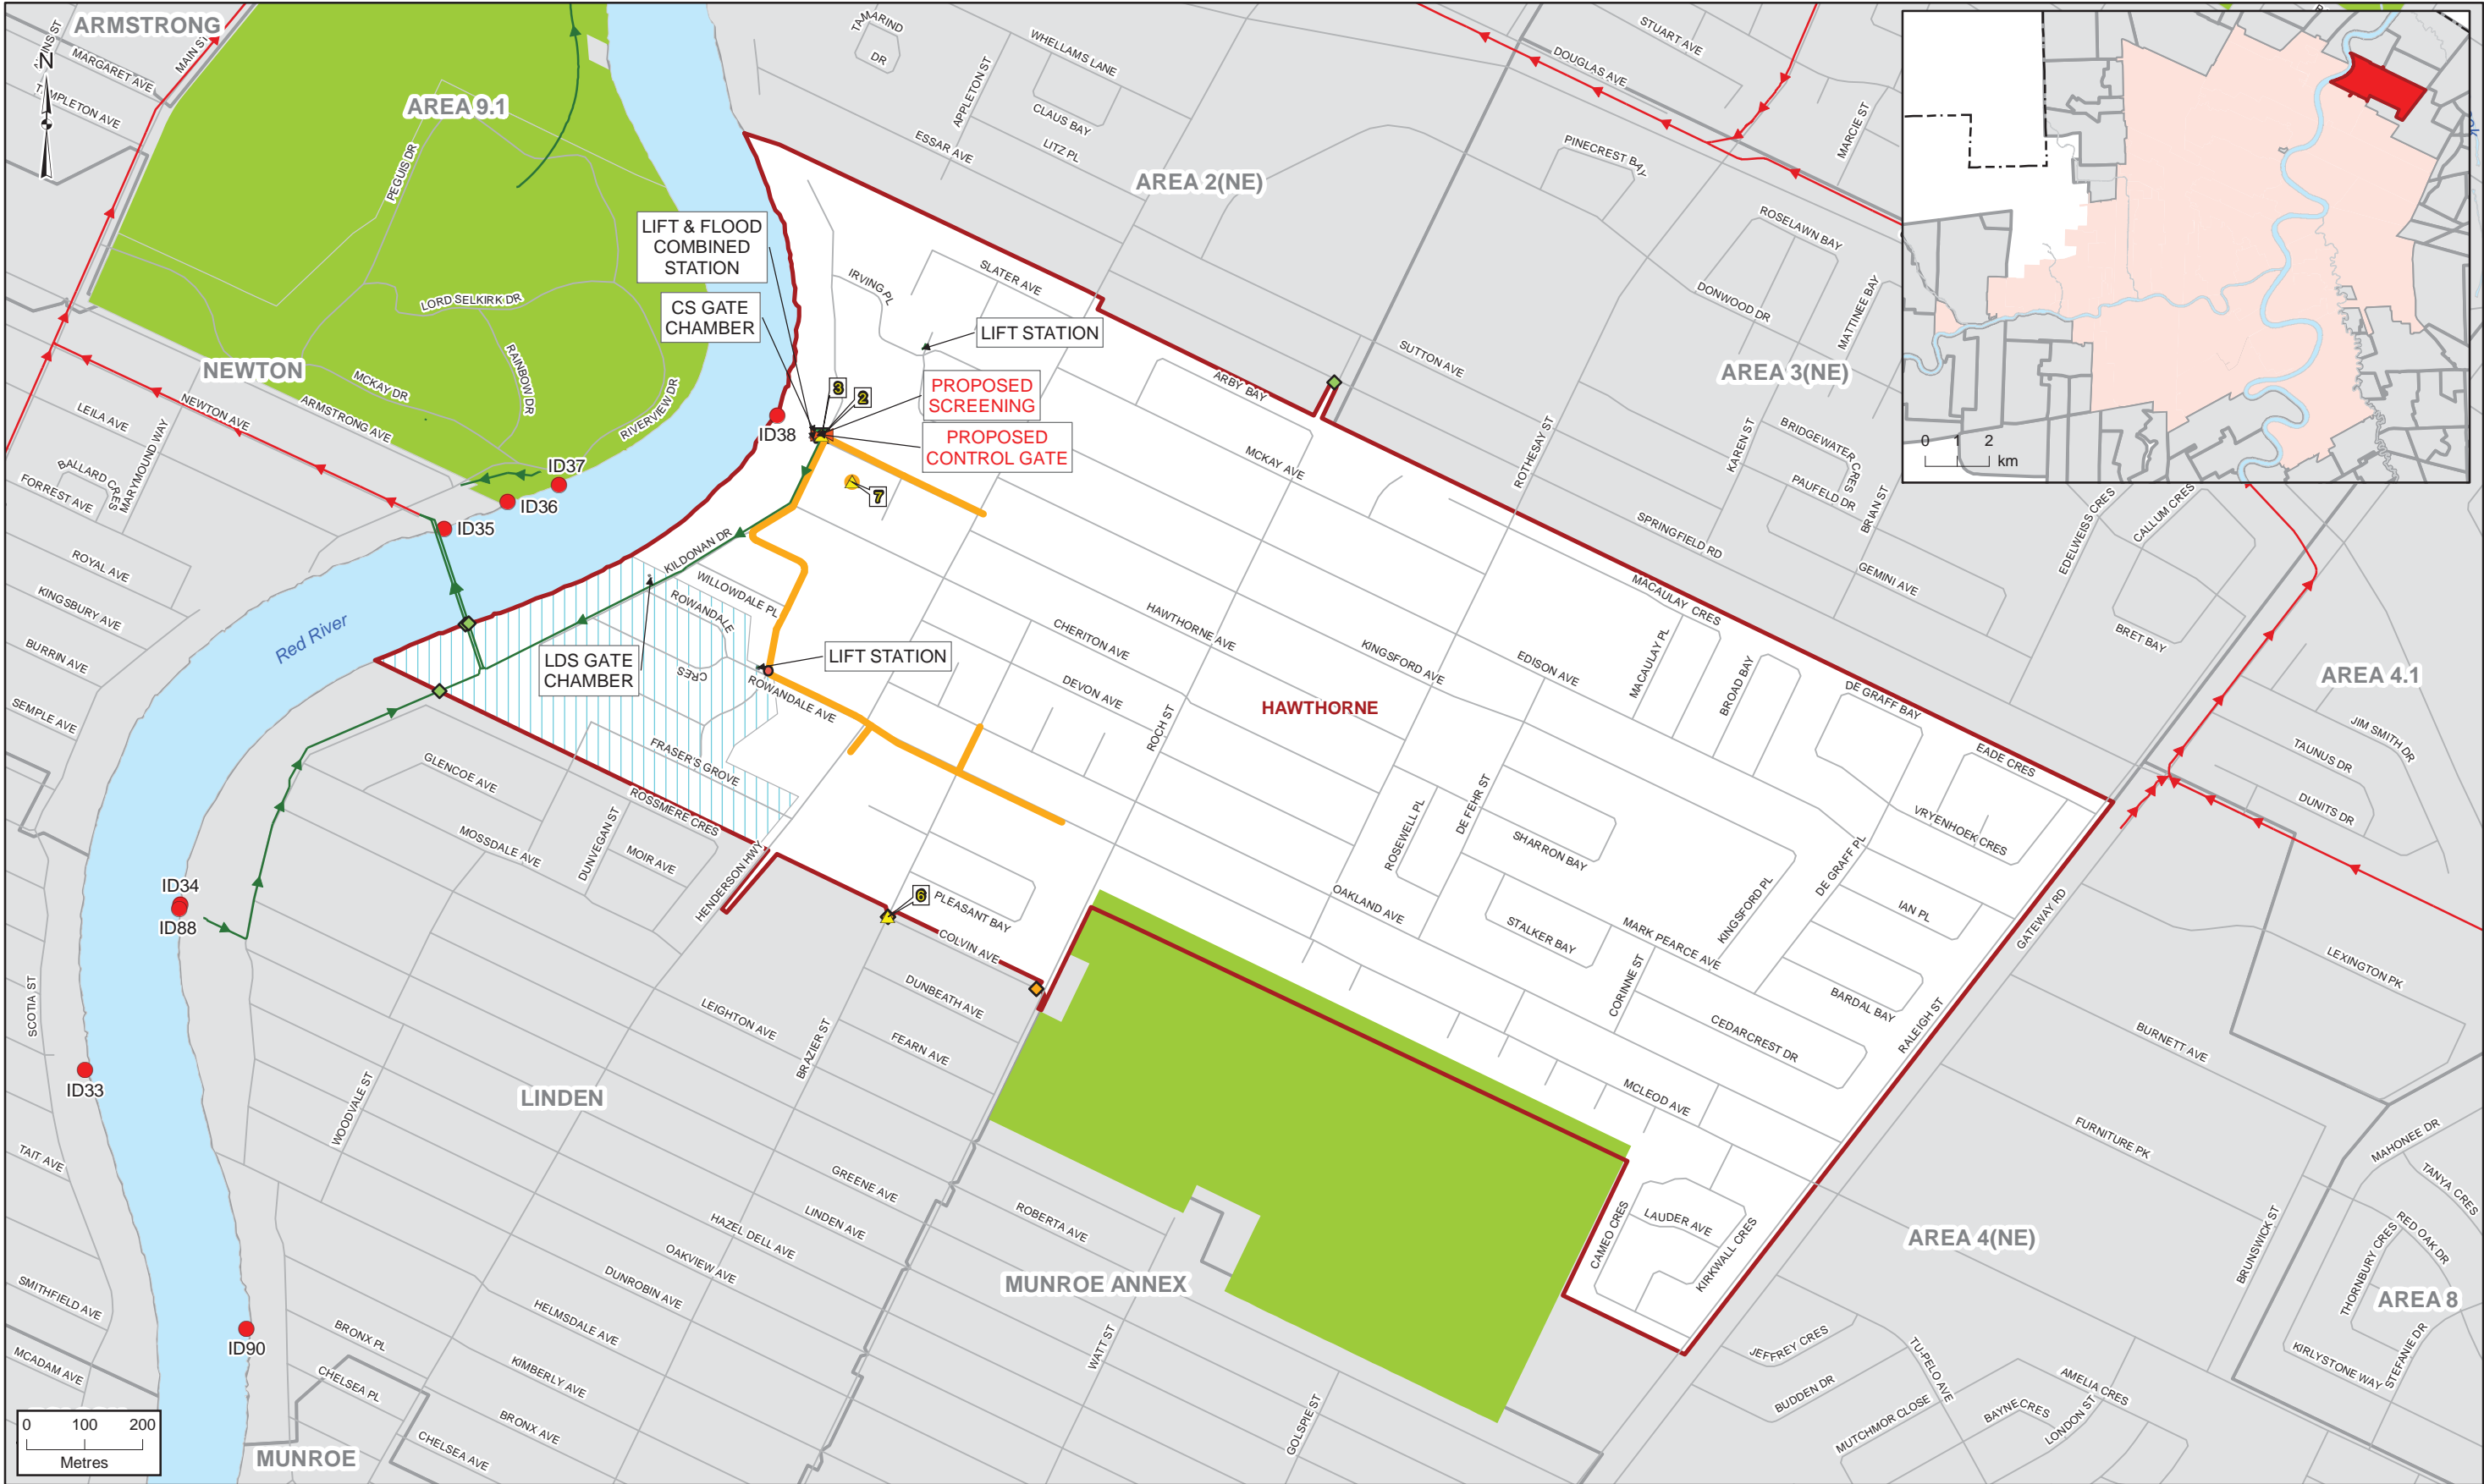 ARMSTRONG
MARGARET AVE
TEMPLETON AVE
MAIN ST
N
AREA 9.1
PEGUIS DR
LORD SELKIRK DR
RAINBOW DR
MCKAY DR
RIVERVIEW DR
NEWTON
NEWTON AVE
ARMSTRONG AVE
LEILA AVE
MARYMOUND WAY
BALLARD CRES
FORREST AVE
ROYAL AVE
KINGSBURY AVE
BURRIN AVE
SEMPLE AVE
SCOTIA ST
TAIT AVE
SMITHFIELD AVE
MCADAM AVE
Red River
ID38
ID37
ID36
ID35
ID34
ID88
ID33
ID90
TAMARIND
DR
APPLETON ST
WHELLAMS LANE
CLAUS BAY
LITZ PL
ESSAR AVE
AREA 2(NE)
STUART AVE
DOUGLAS AVE
MARCIE ST
PINECREST BAY
ROSELAWN BAY
DONWOOD DR
MATTINEE BAY
AREA 3(NE)
SUTTON AVE
ROTHESAY ST
KAREN ST
BRIDGEWATER CRES
PAUFELD DR
BRIAN ST
SPRINGFIELD RD
GEMINI AVE
EDELWEISS CRES
CALLUM CRES
BRET BAY
AREA 4.1
JIM SMITH DR
TAUNUS DR
DUNITS DR
0 1 2
km
LIFT & FLOOD
COMBINED
STATION
CS GATE
CHAMBER
LIFT STATION
PROPOSED
SCREENING
PROPOSED
CONTROL GATE
3
2
7
6
LDS GATE
CHAMBER
LIFT STATION
IRVING PL
SLATER AVE
ARBY BAY
MCKAY AVE
KILDONAN DR
WILLOWDALE PL
ROWANDALE
CRES
ROWANDALE AVE
FRASER'S GROVE
ROSSMERE CRES
HENDERSON HWY
HAWTHORNE AVE
CHERITON AVE
DEVON AVE
ROCH ST
HAWTHORNE
KINGSFORD AVE
EDISON AVE
MACAULAY CRES
MACAULAY PL
BROAD BAY
DE GRAFF BAY
EADE CRES
VRYENHOEK CRES
DE GRAFF PL
IAN PL
BARDAL BAY
DE FEHR ST
ROSEWELL PL
SHARRON BAY
STALKER BAY
KINGSFORD PL
MARK PEARCE AVE
CORINNE ST
CEDARCREST DR
OAKLAND AVE
MCLEOD AVE
PLEASANT BAY
COLVIN AVE
GATEWAY RD
RALEIGH ST
CAMEO CRES
LAUDER AVE
KIRKWALL CRES
GLENCOE AVE
MOSSDALE AVE
DUNVEGAN ST
MOIR AVE
LEIGHTON AVE
DUNBEATH AVE
FEARN AVE
BRAZIER ST
LINDEN
WOODVALE ST
GREENE AVE
LINDEN AVE
HAZEL DELL AVE
OAKVIEW AVE
DUNROBIN AVE
HELMSDALE AVE
KIMBERLY AVE
BRONX AVE
BRONX PL
CHELSEA PL
CHELSEA AVE
MUNROE
ROBERTA AVE
MUNROE ANNEX
WATT ST
GOLSPIE ST
LEXINGTON PK
BURNETT AVE
FURNITURE PK
AREA 4(NE)
BRUNSWICK ST
MAHONEE DR
TANYA CRES
RED OAK DR
THORNBURY CRES
AREA 8
KIRLYSTONE WAY
STEFANIE DR
JEFFREY CRES
BUDDEN DR
TU-PELO AVE
AMELIA CRES
MUTCHMOR CLOSE
BAYNE CRES
LONDON ST
0 100 200
Metres